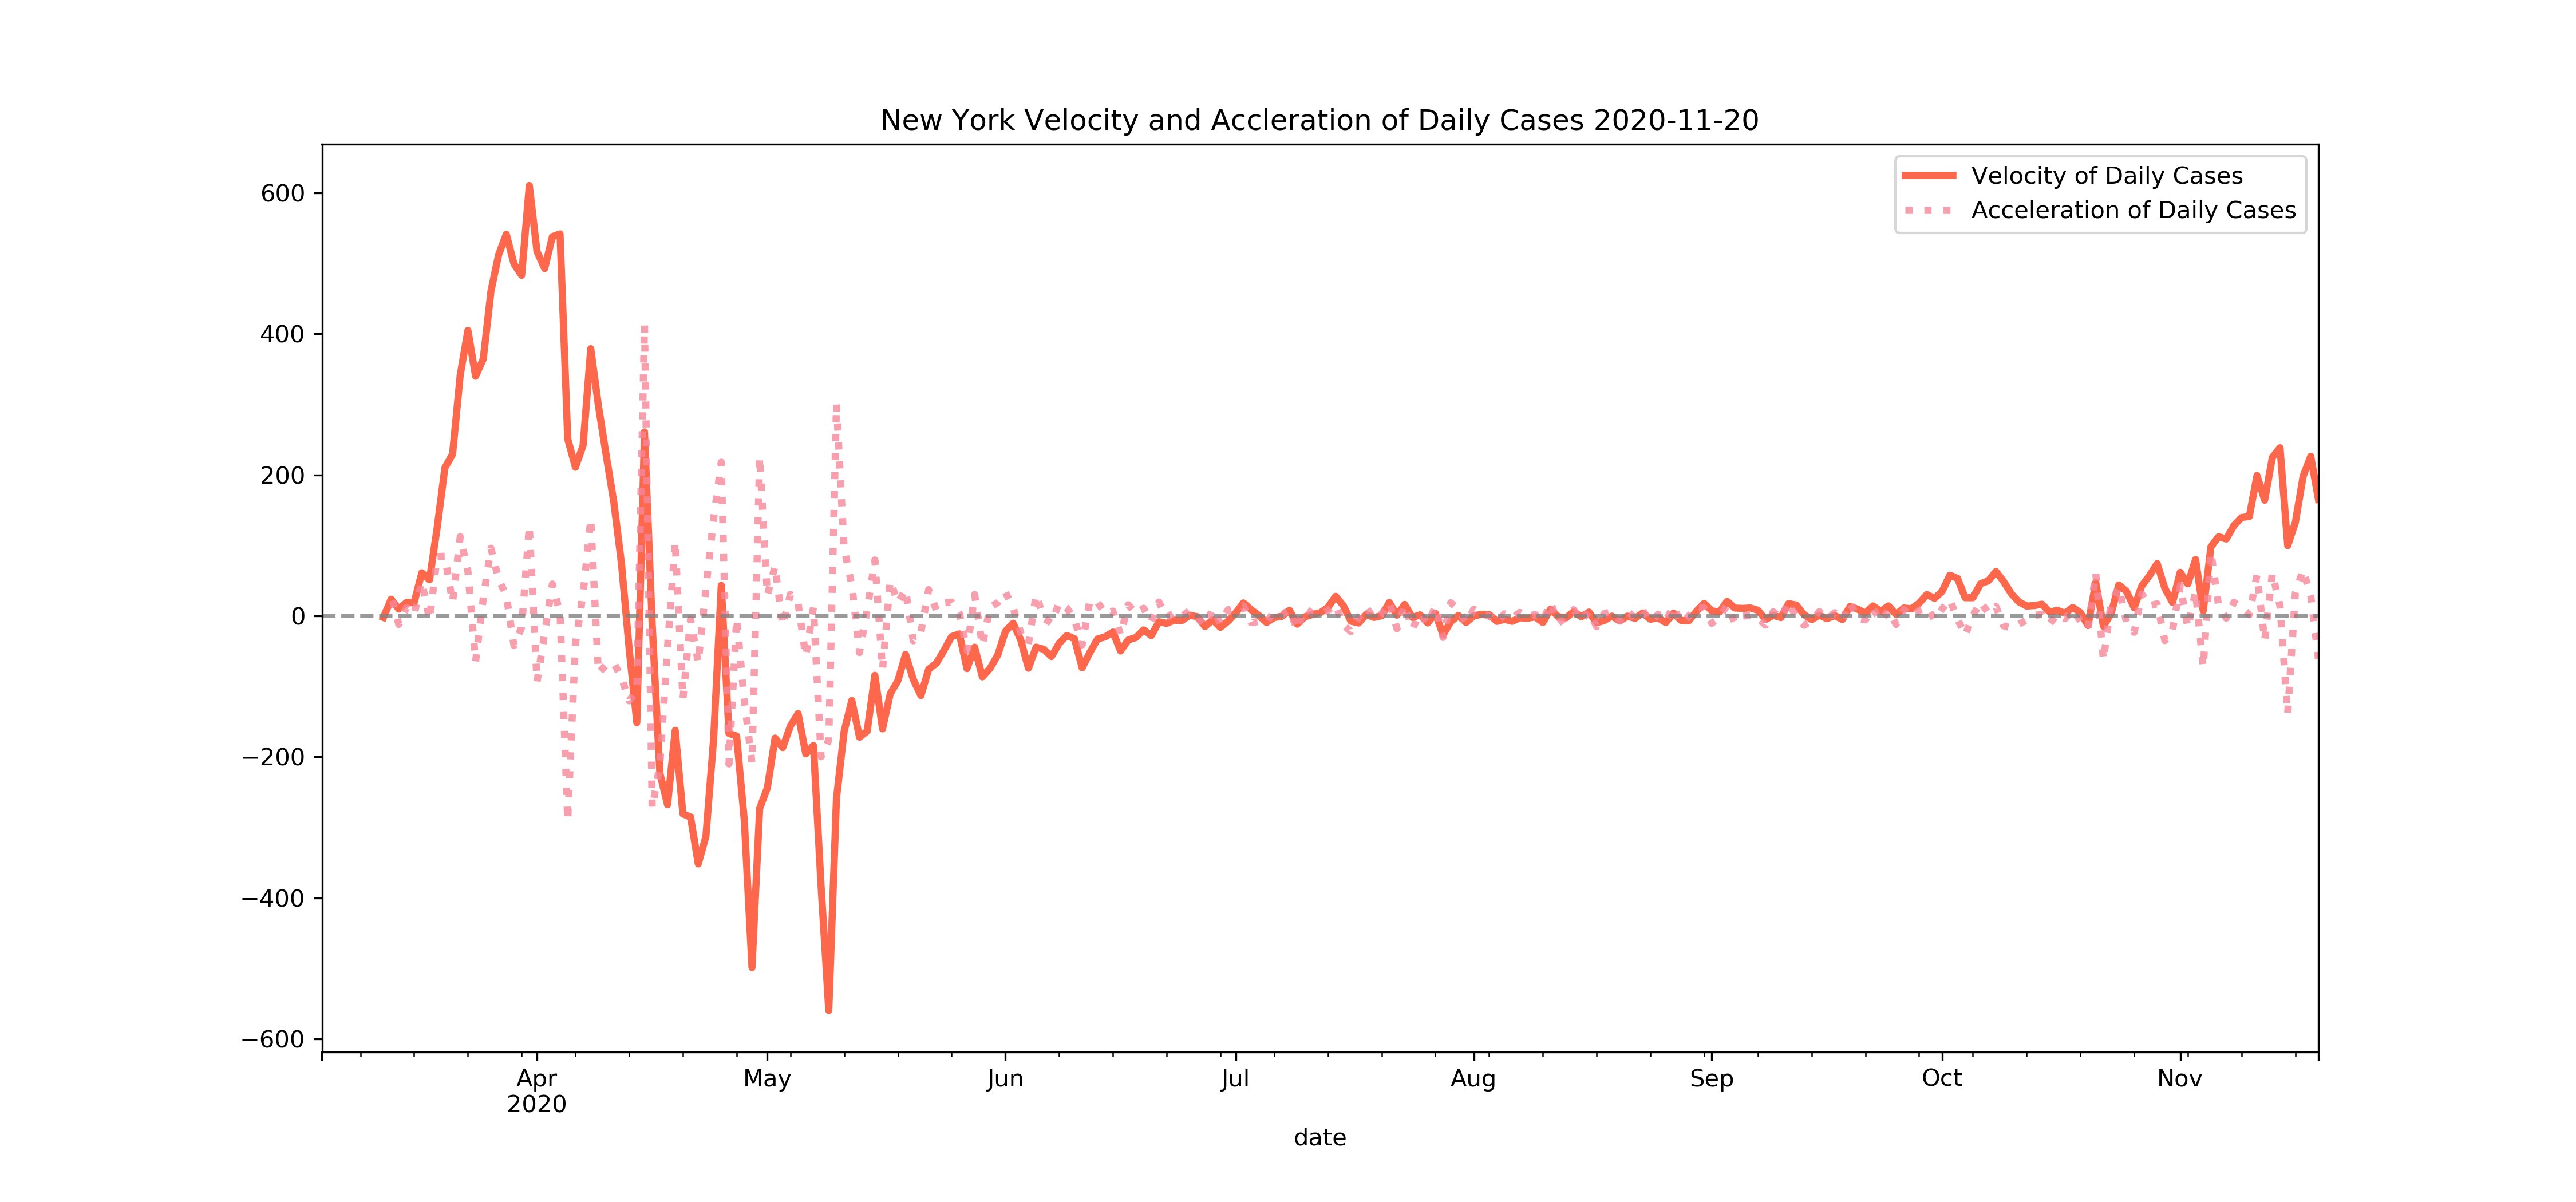 New York Velocity and Accleration of Daily Cases 2020-11-20
Velocity of Daily Cases
Acceleration of Daily Cases
600
400
200
0
−200
−400
−600
Apr
2020
May
Jun
Jul
Aug
Sep
Oct
Nov
date